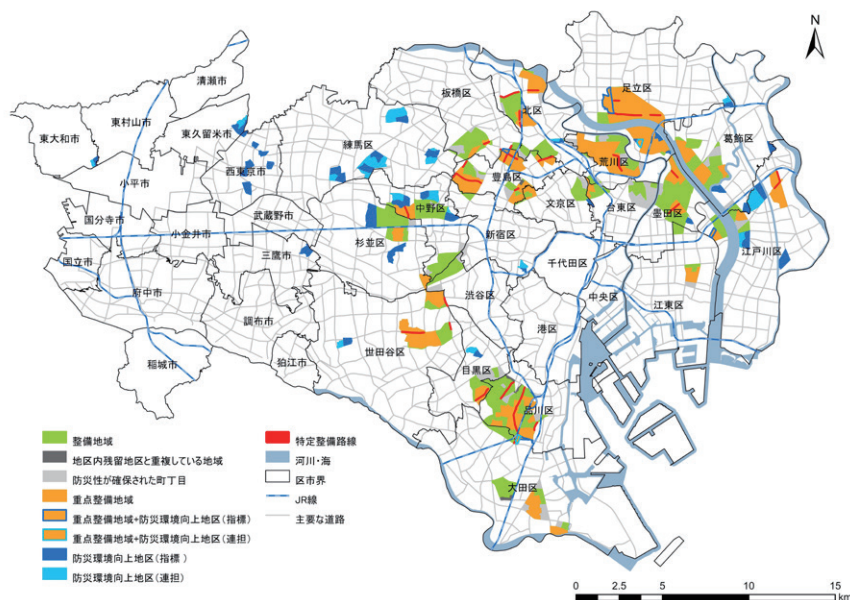 N
清瀬市
板橋区
足立区
東村山市
北区
東久留米市
葛飾区
東大和市
練馬区
荒川区
西東京市
豊島区
小平市
文京区
台東区
墨田区
中野区
国分寺市
武蔵野市
小金井市
新宿区
杉並区
三鷹市
千代田区
江戸川区
国立市
渋谷区
府中市
中央区
江東区
調布市
港区
世田谷区
稲城市
狛江市
目黒区
品川区
大田区
整備地域
地区内残留地区と重複している地域
防災性が確保された町丁目
重点整備地域
重点整備地域+防災環境向上地区(指標)
重点整備地域+防災環境向上地区(連担)
防災環境向上地区(指標)
防災環境向上地区(連担)
特定整備路線
河川・海
区市界
JR線
主要な道路
0 2.5 5 10 15
km